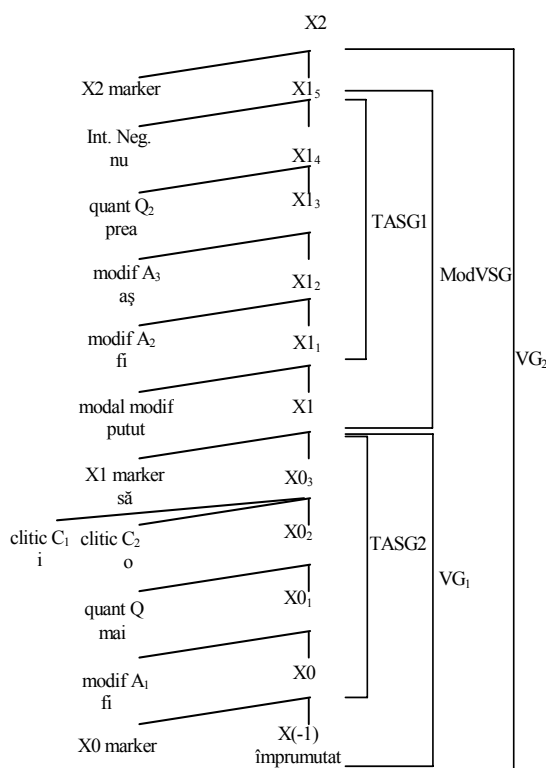 X2
X2 marker
X1₅
Int. Neg.
nu
X1₄
quant Q₂
prea
X1₃
TASG1
modif A₃
aş
X1₂
ModVSG
modif A₂
fi
X1₁
VG₂
modal modif
putut
X1
X1 marker
să
X0₃
clitic C₁
i
clitic C₂
o
X0₂
TASG2
quant Q
mai
X0₁
VG₁
modif A₁
fi
X0
X0 marker
X(-1)
împrumutat